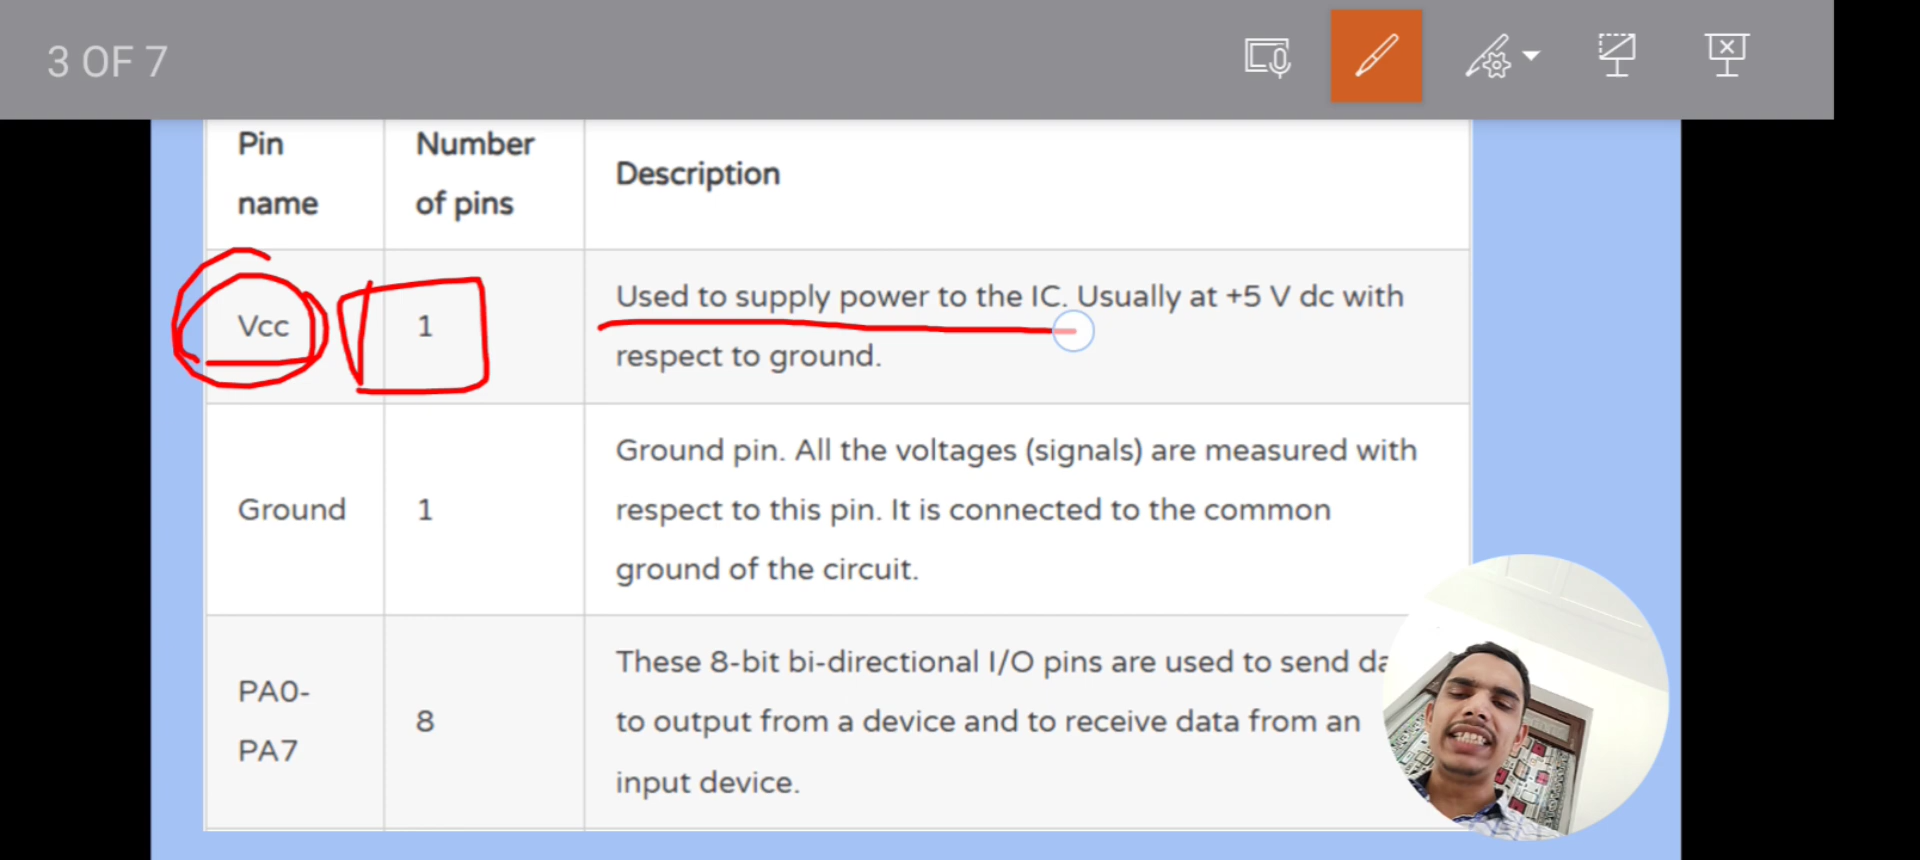 3 OF 7
Pin
name
Number
of pins
Description
Vcc
1
Used to supply power to the IC. Usually at +5 V dc with
respect to ground.
Ground
1
Ground pin. All the voltages (signals) are measured with
respect to this pin. It is connected to the common
ground of the circuit.
PA0-
PA7
8
These 8-bit bi-directional I/O pins are used to send da
to output from a device and to receive data from an
input device.